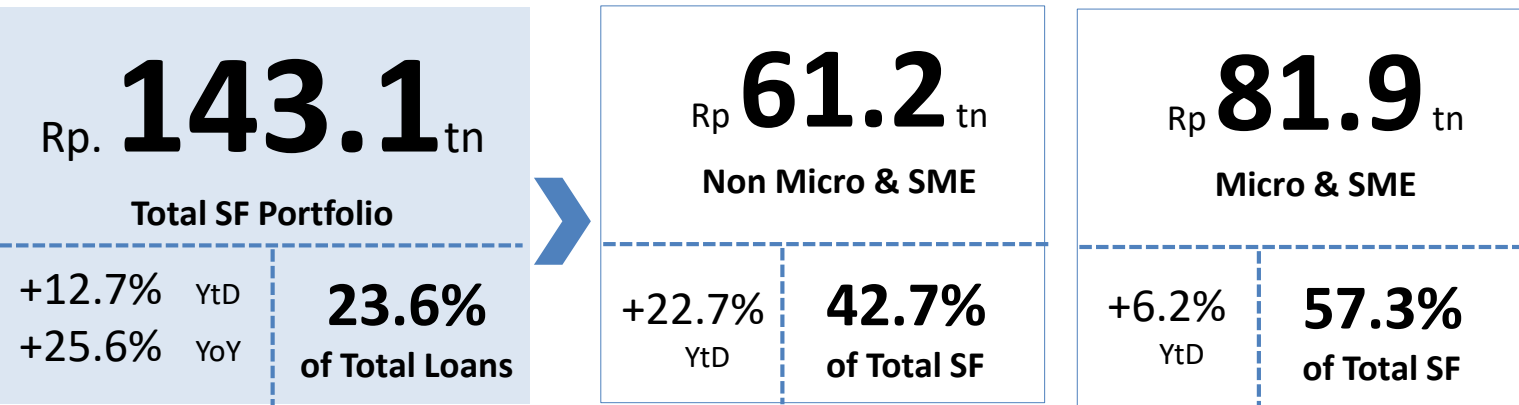 Rp. 143.1 tn
Total SF Portfolio
+12.7% YtD
+25.6% YoY
23.6%
of Total Loans
Rp 61.2 tn
Non Micro & SME
+22.7%
YtD
42.7%
of Total SF
Rp 81.9 tn
Micro & SME
+6.2%
YtD
57.3%
of Total SF